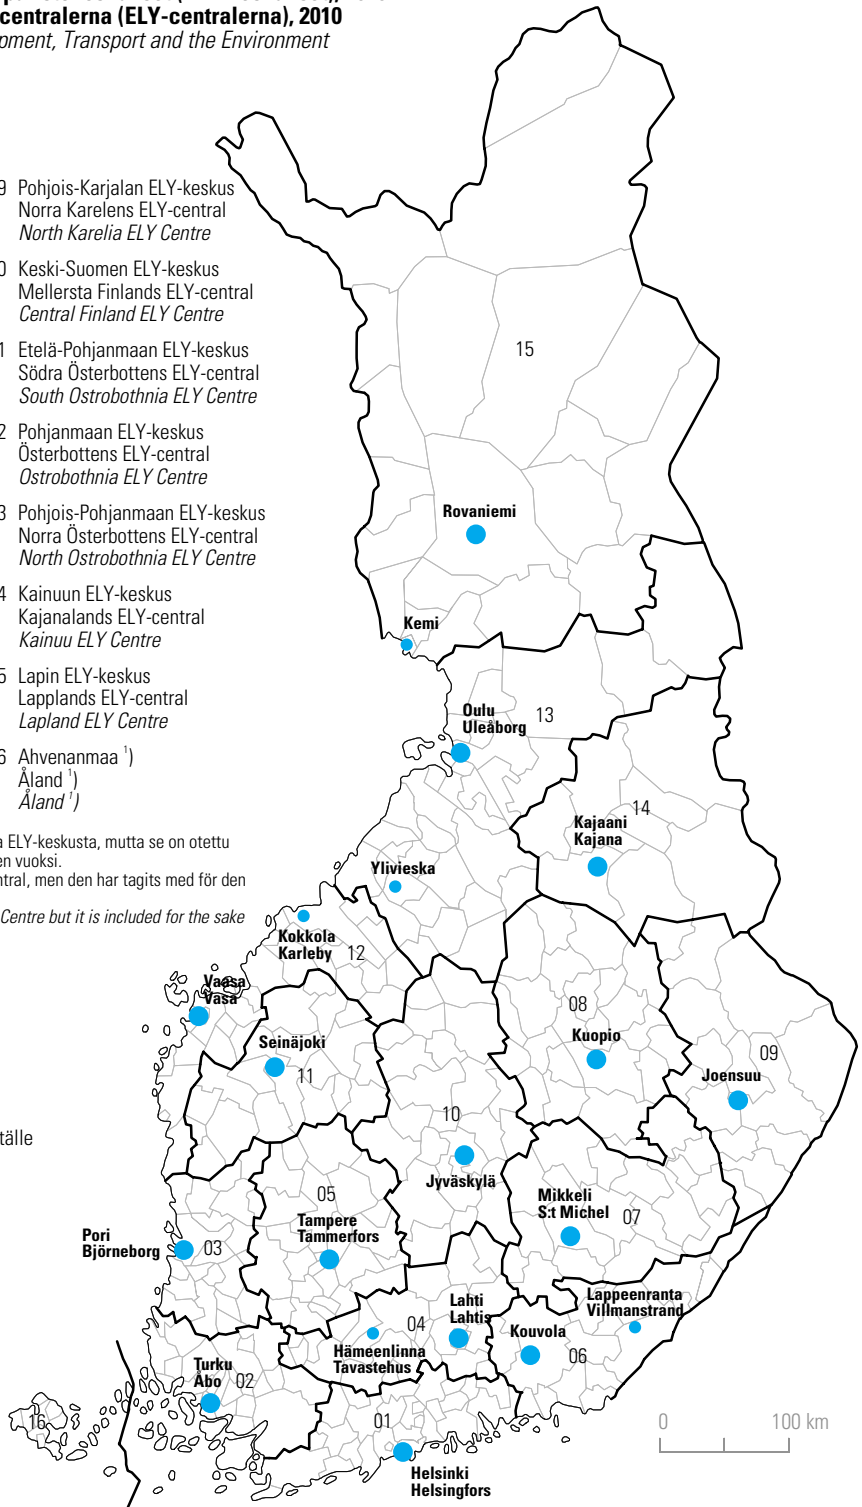 centralerna (ELY-centralerna), 2010
pment, Transport and the Environment
9 Pohjois-Karjalan ELY-keskus
Norra Karelens ELY-central
North Karelia ELY Centre
0 Keski-Suomen ELY-keskus
Mellersta Finlands ELY-central
Central Finland ELY Centre
1 Etelä-Pohjanmaan ELY-keskus
Södra Österbottens ELY-central
South Ostrobothnia ELY Centre
2 Pohjanmaan ELY-keskus
Österbottens ELY-central
Ostrobothnia ELY Centre
3 Pohjois-Pohjanmaan ELY-keskus
Norra Österbottens ELY-central
North Ostrobothnia ELY Centre
4 Kainuun ELY-keskus
Kajanalands ELY-central
Kainuu ELY Centre
5 Lapin ELY-keskus
Lapplands ELY-central
Lapland ELY Centre
6 Ahvenanmaa ¹)
Åland ¹)
Åland ¹)
a ELY-keskusta, mutta se on otettu
en vuoksi.
ntral, men den har tagits med för den
Centre but it is included for the sake
tälle
15
Rovaniemi
Kemi
Oulu
Uleåborg
13
14
Kajaani
Kajana
Ylivieska
Kokkola
Karleby
12
Vaasa
Vasa
08
Kuopio
Seinäjoki
11
09
Joensuu
10
Jyväskylä
05
Tampere
Tammerfors
Mikkeli
S:t Michel
07
Pori
Björneborg
03
Lappeenranta
Villmanstrand
Lahti
Lahtis
04
Kouvola
Hämeenlinna
Tavastehus
06
Turku
Åbo
02
16
01
0 100 km
Helsinki
Helsingfors